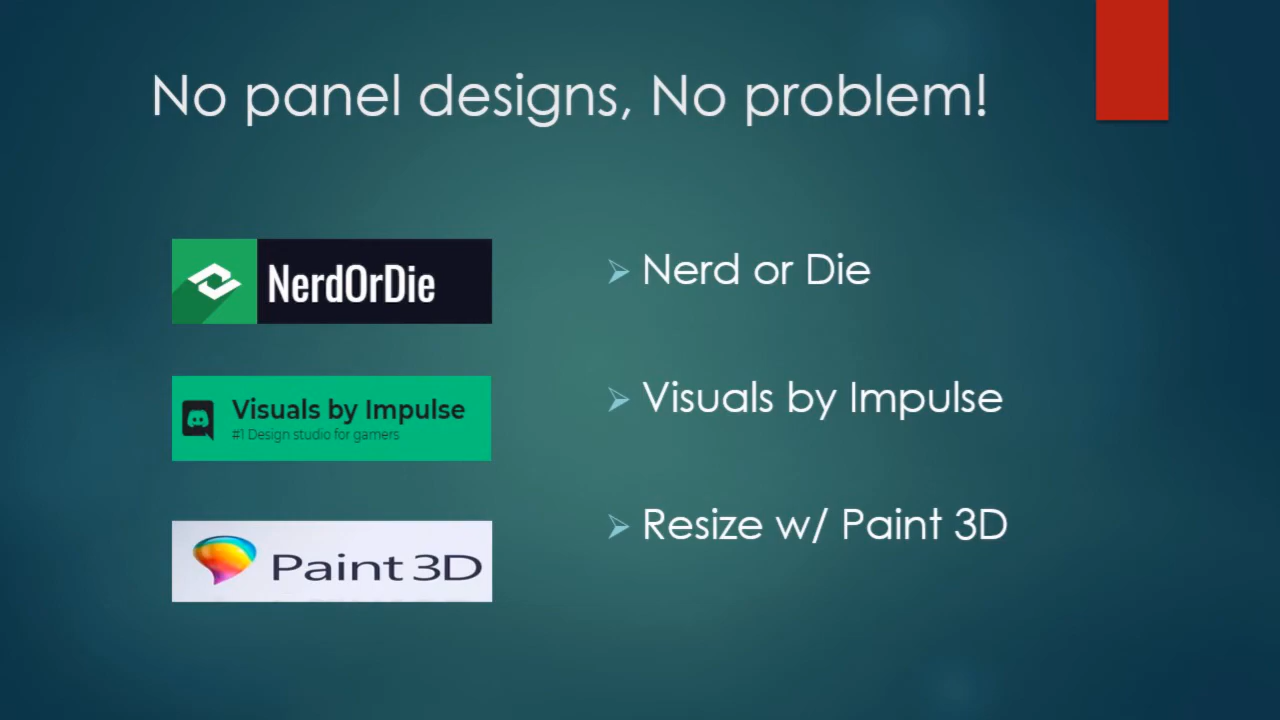 No panel designs, No problem!
NerdOrDie
Nerd or Die
Visuals by Impulse
#1 Design studio for gamers
Visuals by Impulse
Paint 3D
Resize w/ Paint 3D